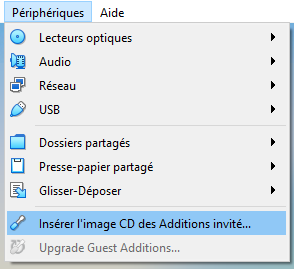 Périphériques Aide
Lecteurs optiques
Audio
Réseau
USB
Dossiers partagés
Presse-papier partagé
Glisser-Déposer
Insérer l'image CD des Additions invité...
Upgrade Guest Additions...